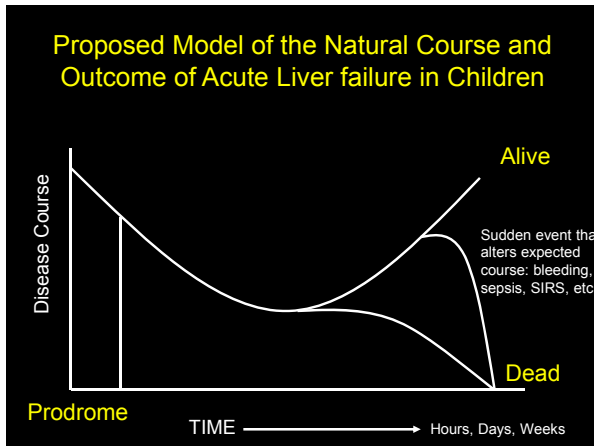 Proposed Model of the Natural Course and
Outcome of Acute Liver failure in Children
Alive
Disease Course
Sudden event tha
alters expected
course: bleeding,
sepsis, SIRS, etc
Dead
Prodrome
TIME
Hours, Days, Weeks